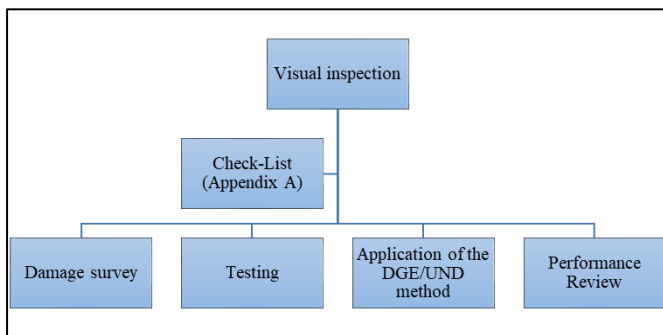 Visual inspection
Check-List
(Appendix A)
Damage survey
Testing
Application of the
DGE/UND
method
Performance
Review